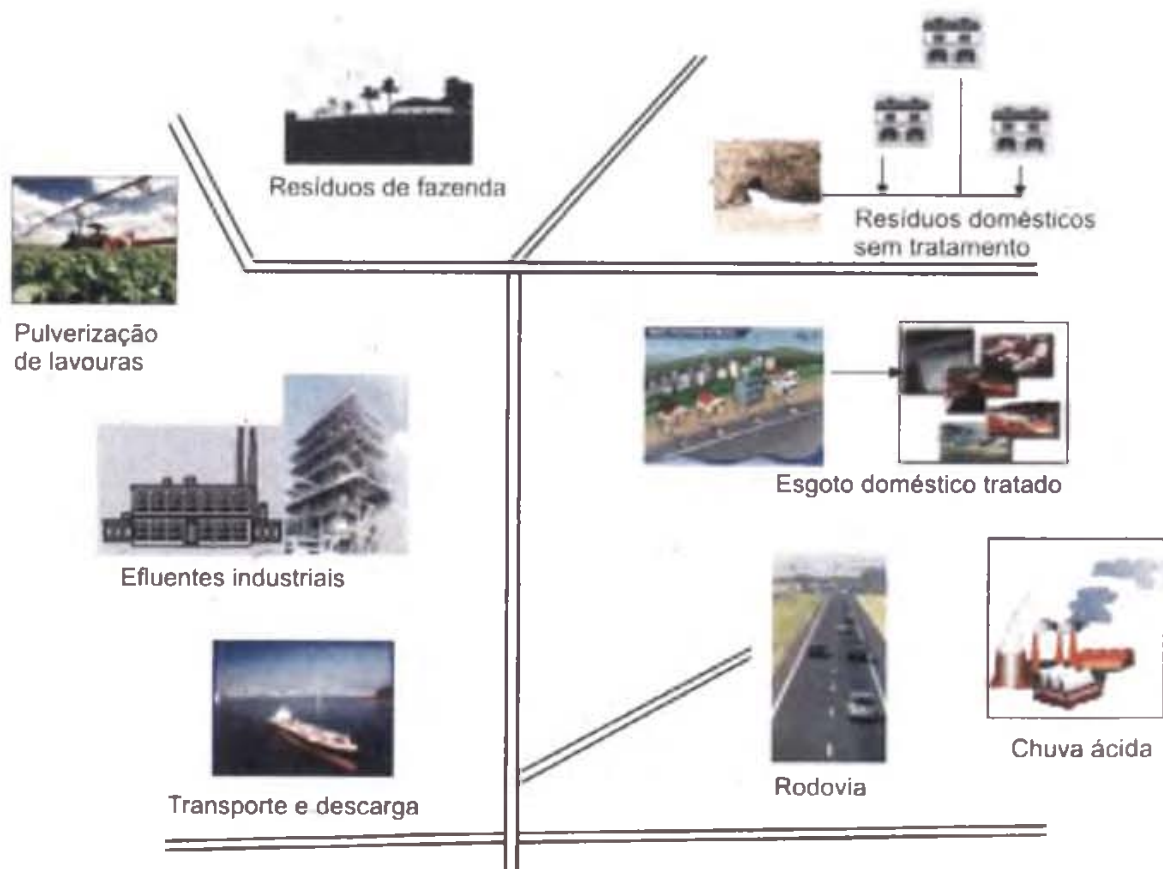 Resíduos de fazenda
Resíduos domésticos
sem tratamento
Pulverização
de lavouras
Esgoto doméstico tratado
Efluentes industriais
Chuva ácida
Rodovia
Transporte e descarga